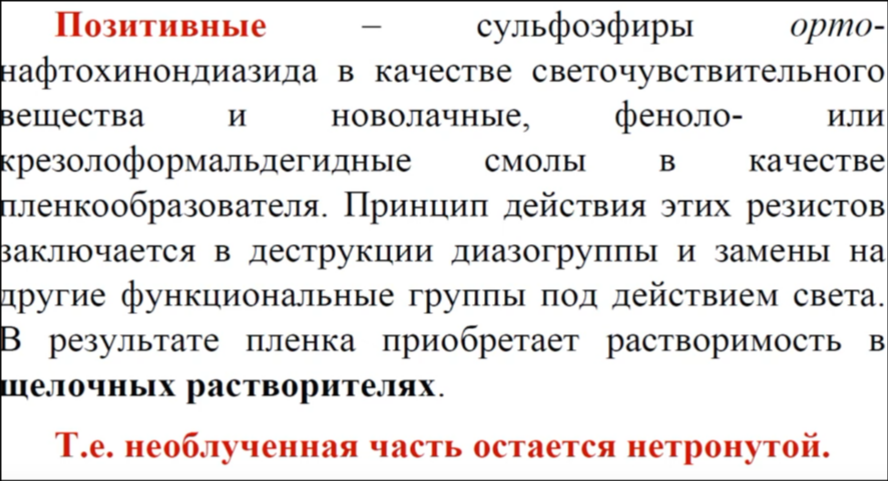 Позитивные – сульфоэфиры орто-
нафтохинондиазида в качестве светочувствительного
вещества и новолачные, феноло- или
крезолоформальдегидные смолы в качестве
пленкообразователя. Принцип действия этих резистов
заключается в деструкции диазогруппы и замены на
другие функциональные группы под действием света.
В результате пленка приобретает растворимость в
щелочных растворителях.
Т.е. необлученная часть остается нетронутой.